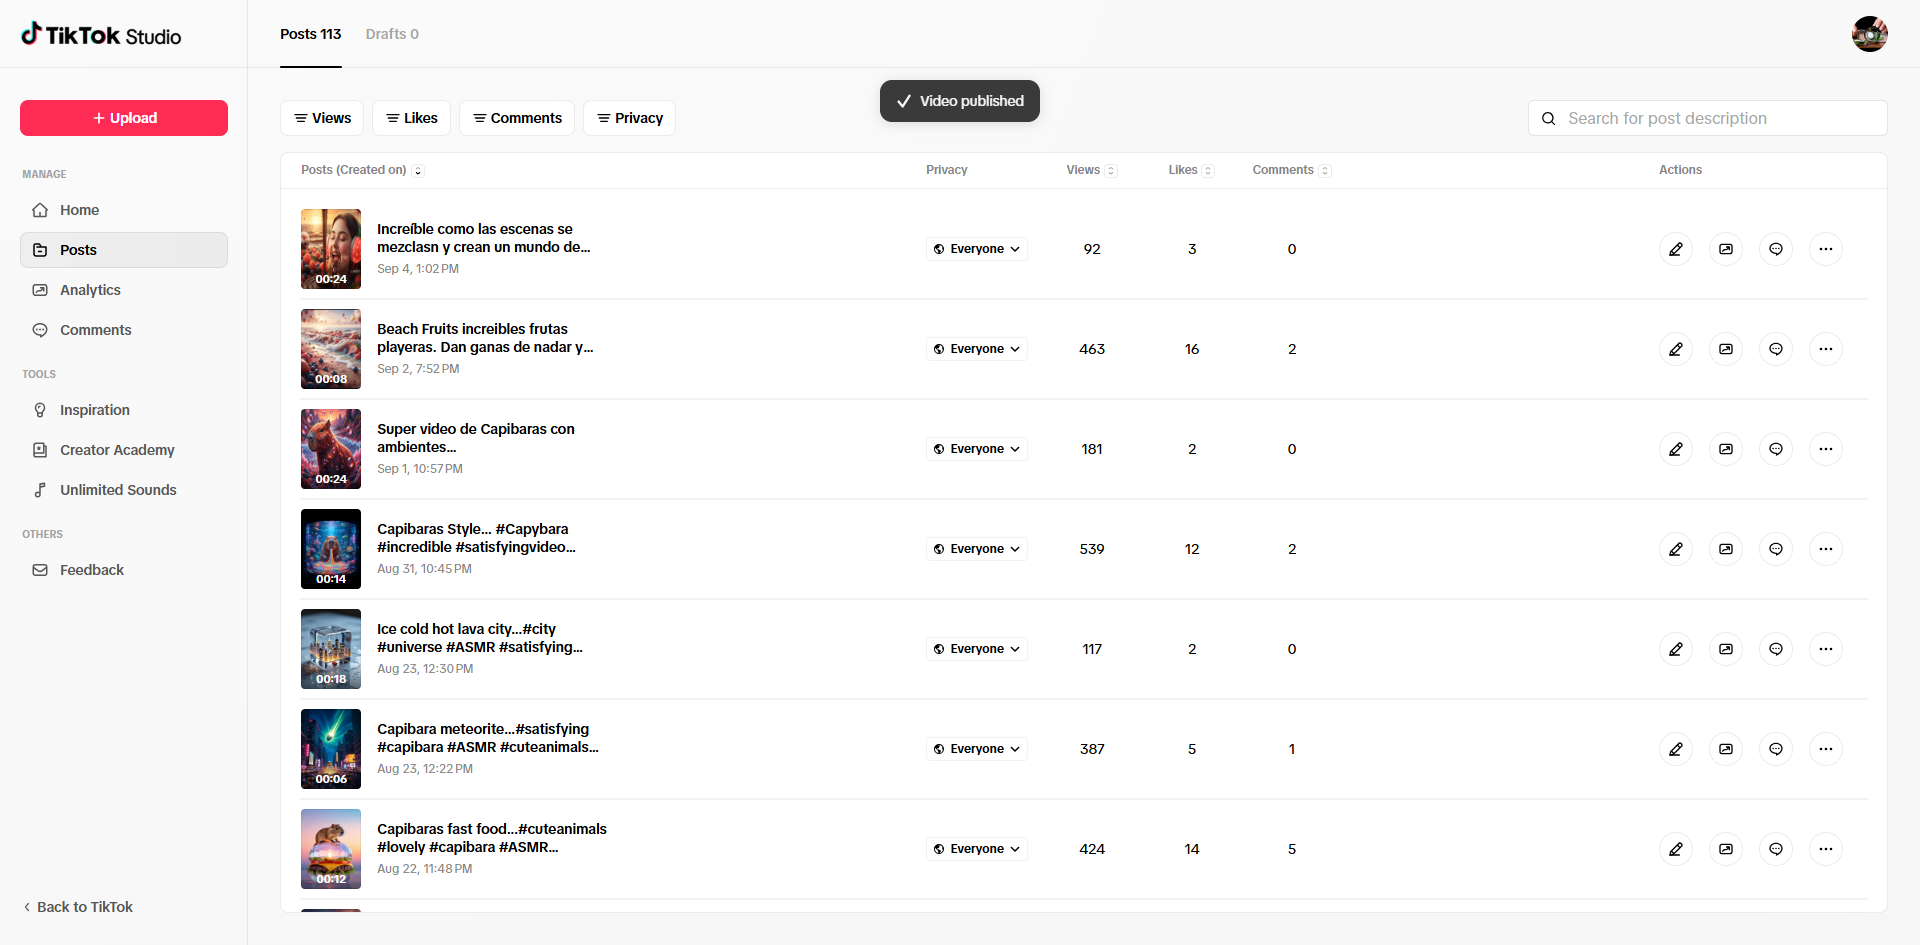 TikTok Studio
Posts 113
Drafts 0
Video published
+ Upload
Views
Likes
Comments
Privacy
Search for post description
MANAGE
Home
Posts
Analytics
Comments
TOOLS
Inspiration
Creator Academy
Unlimited Sounds
OTHERS
Feedback
Back to TikTok
Posts (Created on)
Privacy
Views
Likes
Comments
Actions
00:24
Increíble como las escenas se
mezclasn y crean un mundo de...
Sep 4, 1:02 PM
Everyone
92
3
0
00:08
Beach Fruits increibles frutas
playeras. Dan ganas de nadar y...
Sep 2, 7:52 PM
Everyone
463
16
2
00:24
Super video de Capibaras con
ambientes...
Sep 1, 10:57 PM
Everyone
181
2
0
00:14
Capibaras Style... #Capybara
#incredible #satisfyingvideo...
Aug 31, 10:45 PM
Everyone
539
12
2
00:18
Ice cold hot lava city...#city
#universe #ASMR #satisfying...
Aug 23, 12:30 PM
Everyone
117
2
0
00:06
Capibara meteorite...#satisfying
#capibara #ASMR #cuteanimals...
Aug 23, 12:22 PM
Everyone
387
5
1
00:12
Capibaras fast food...#cuteanimals
#lovely #capibara #ASMR...
Aug 22, 11:48 PM
Everyone
424
14
5